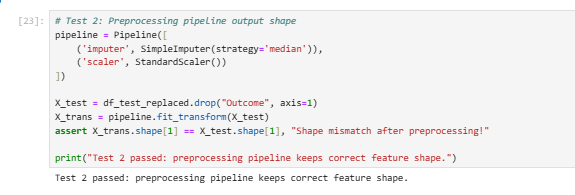 [23]: # Test 2: Preprocessing pipeline output shape
pipeline = Pipeline([
    ('imputer', SimpleImputer(strategy='median')),
    ('scaler', StandardScaler())
])

X_test = df_test_replaced.drop("Outcome", axis=1)
X_trans = pipeline.fit_transform(X_test)
assert X_trans.shape[1] == X_test.shape[1], "Shape mismatch after preprocessing!"

print("Test 2 passed: preprocessing pipeline keeps correct feature shape.")
Test 2 passed: preprocessing pipeline keeps correct feature shape.